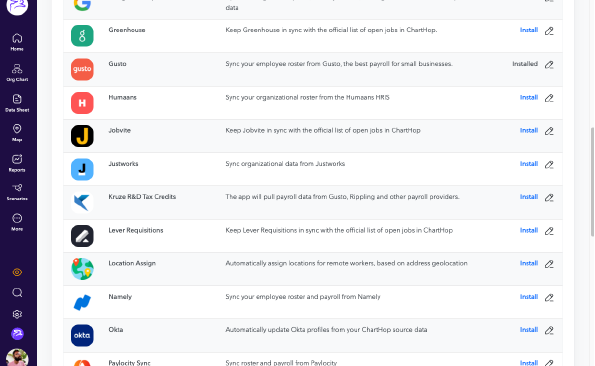 data
Home
Org Chart
Data Sheet
Map
Reports
Scenarios
More
Greenhouse Keep Greenhouse in sync with the official list of open jobs in ChartHop. Install
gusto Gusto Sync your employee roster from Gusto, the best payroll for small businesses. Installed
H Humaans Sync your organizational roster from the Humaans HRIS Install
Jobvite Keep Jobvite in sync with the official list of open jobs in ChartHop Install
Justworks Sync organizational data from Justworks Install
Kruze R&D Tax Credits The app will pull payroll data from Gusto, Rippling and other payroll providers. Install
Lever Requisitions Keep Lever Requisitions in sync with the official list of open jobs in ChartHop Install
Location Assign Automatically assign locations for remote workers, based on address geolocation Install
Namely Sync your employee roster and payroll from Namely Install
okta Okta Automatically update Okta profiles from your ChartHop source data Install
Paylocity Sync Sync roster and payroll from Paylocity Install